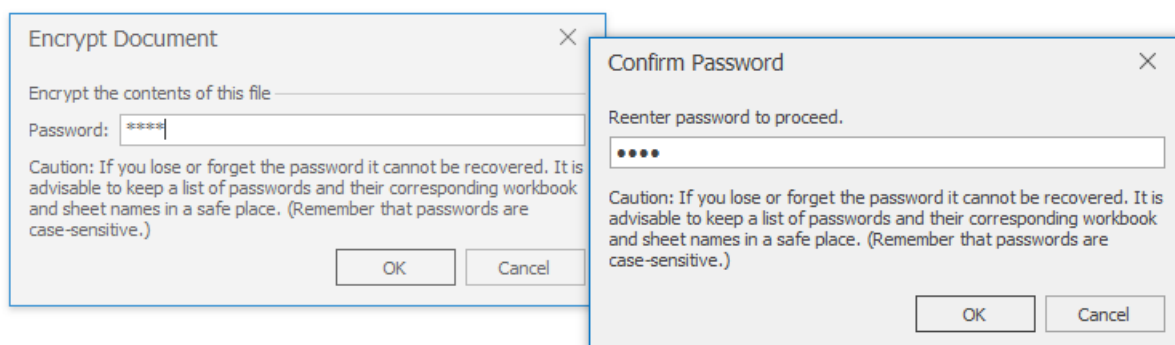 Encrypt Document
Encrypt the contents of this file
Password: ****
Caution: If you lose or forget the password it cannot be recovered. It is
advisable to keep a list of passwords and their corresponding workbook
and sheet names in a safe place. (Remember that passwords are
case-sensitive.)
OK Cancel
Confirm Password
Reenter password to proceed.
●●●●
Caution: If you lose or forget the password it cannot be recovered. It is
advisable to keep a list of passwords and their corresponding workbook
and sheet names in a safe place. (Remember that passwords are
case-sensitive.)
OK Cancel